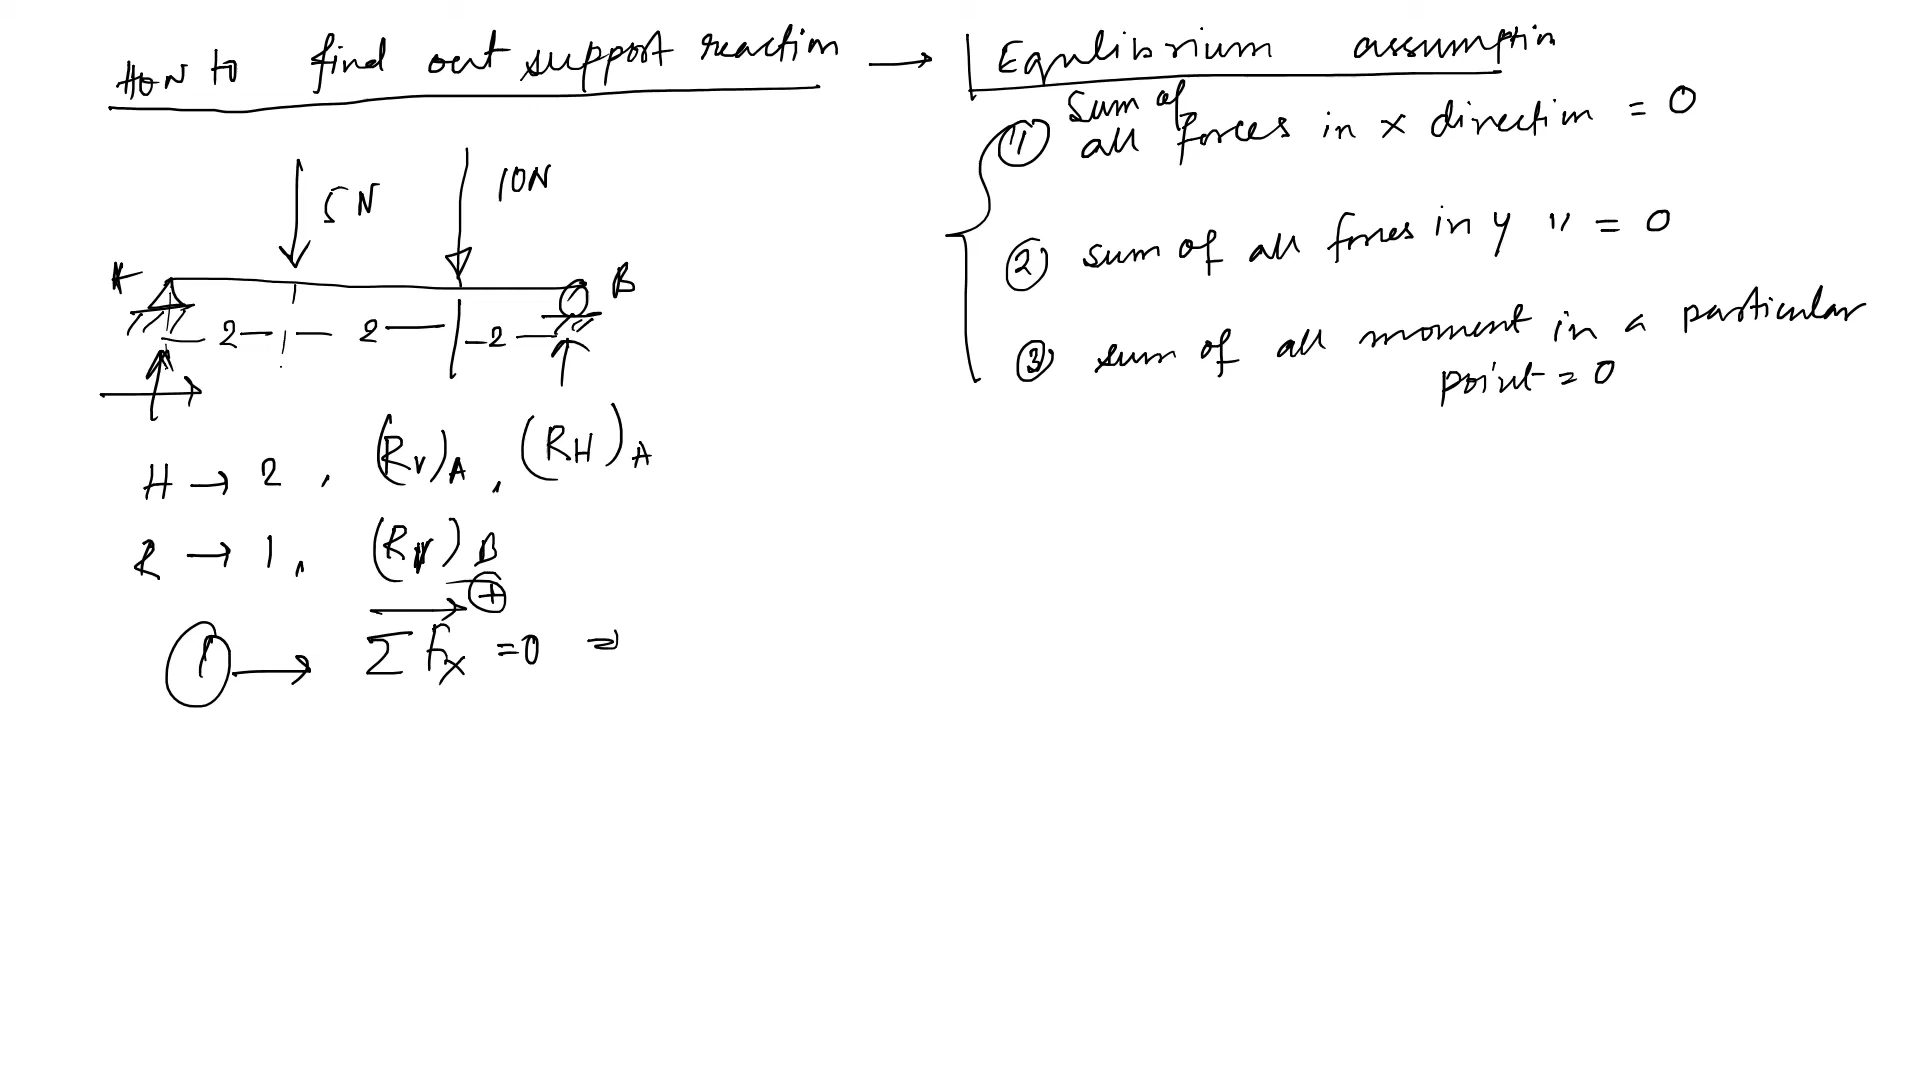 HOW to find out support reaction → Equlibrium assumption
① sum of all forces in x direction = 0
② sum of all forces in y 〃 = 0
③ sum of all moment in a particular
point = 0
5N
10N
A
B
2
2
2
H → 2, (Rv)A, (RH)A
R → 1, (Rv)B
+
① → ΣFx = 0 ⇒